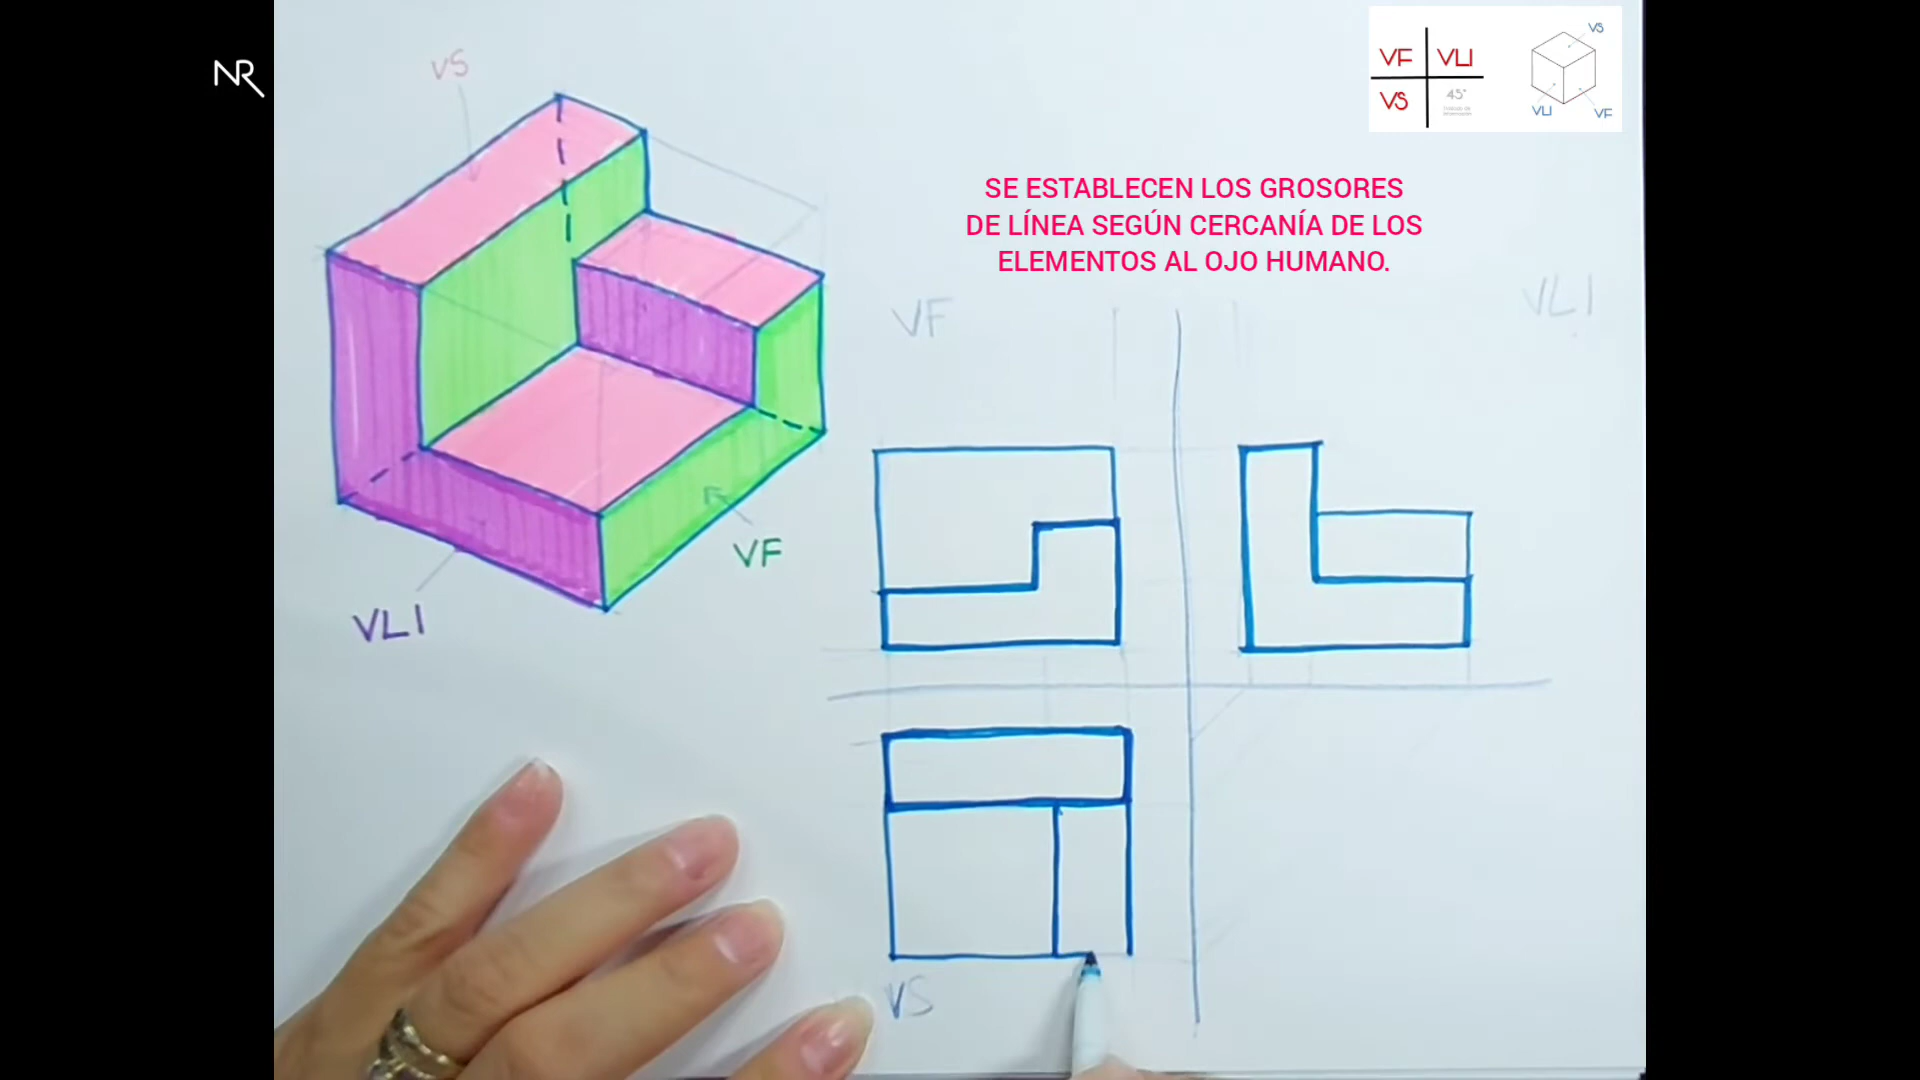 NR
VS
VF
VLI
VS
45°
VS
VLI
VF
SE ESTABLECEN LOS GROSORES
DE LÍNEA SEGÚN CERCANÍA DE LOS
ELEMENTOS AL OJO HUMANO.
VF
VLI
VF
VLI
VS